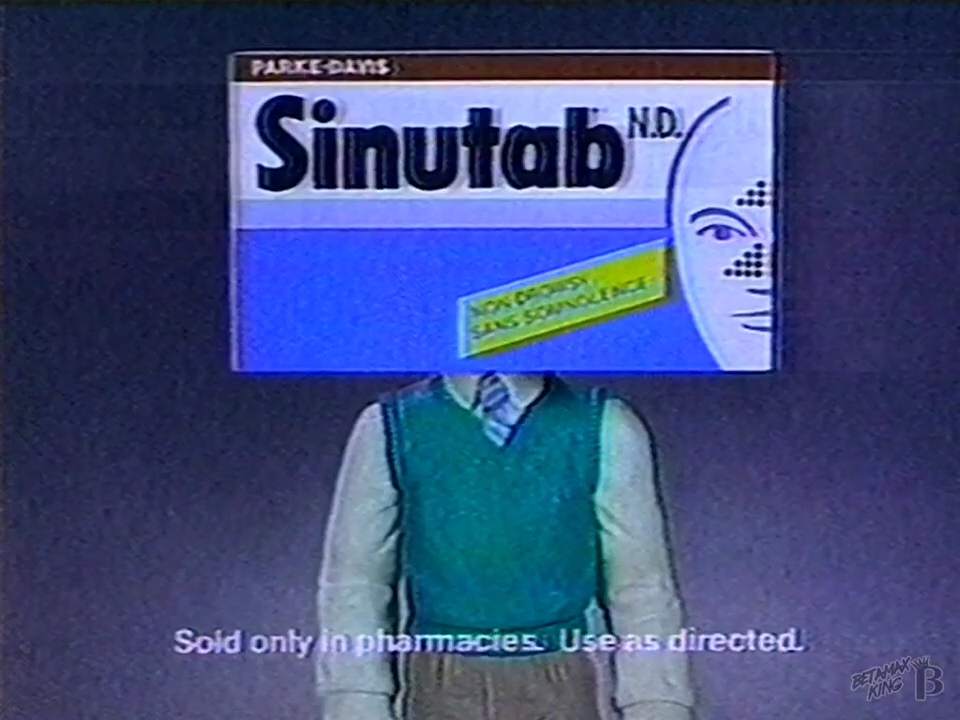 PARKE-DAVIS
Sinutab N.D.
NON DROWSY
SANS SOMNOLENCE
Sold only in pharmacies. Use as directed.
BETAMAX
KING B